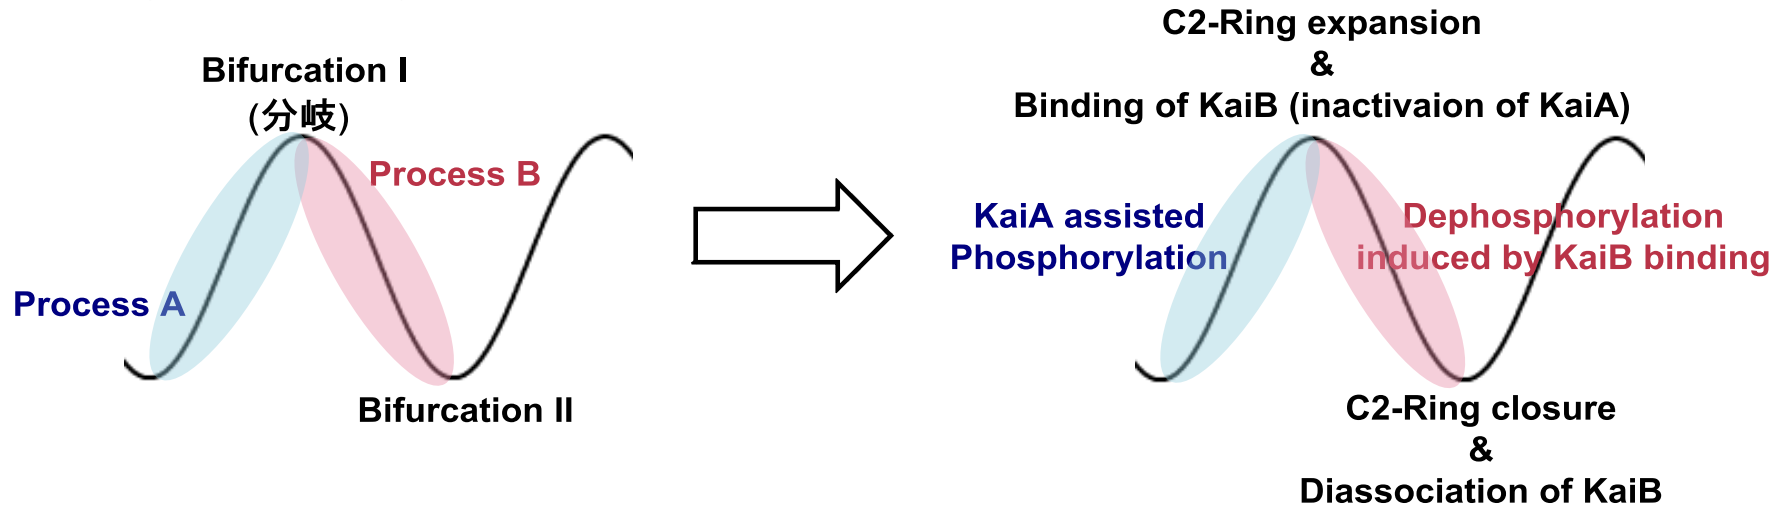 Bifurcation I
(分岐)
Process B
Process A
Bifurcation II
C2-Ring expansion
&
Binding of KaiB (inactivaion of KaiA)
KaiA assisted
Phosphorylation
Dephosphorylation
induced by KaiB binding
C2-Ring closure
&
Diassociation of KaiB